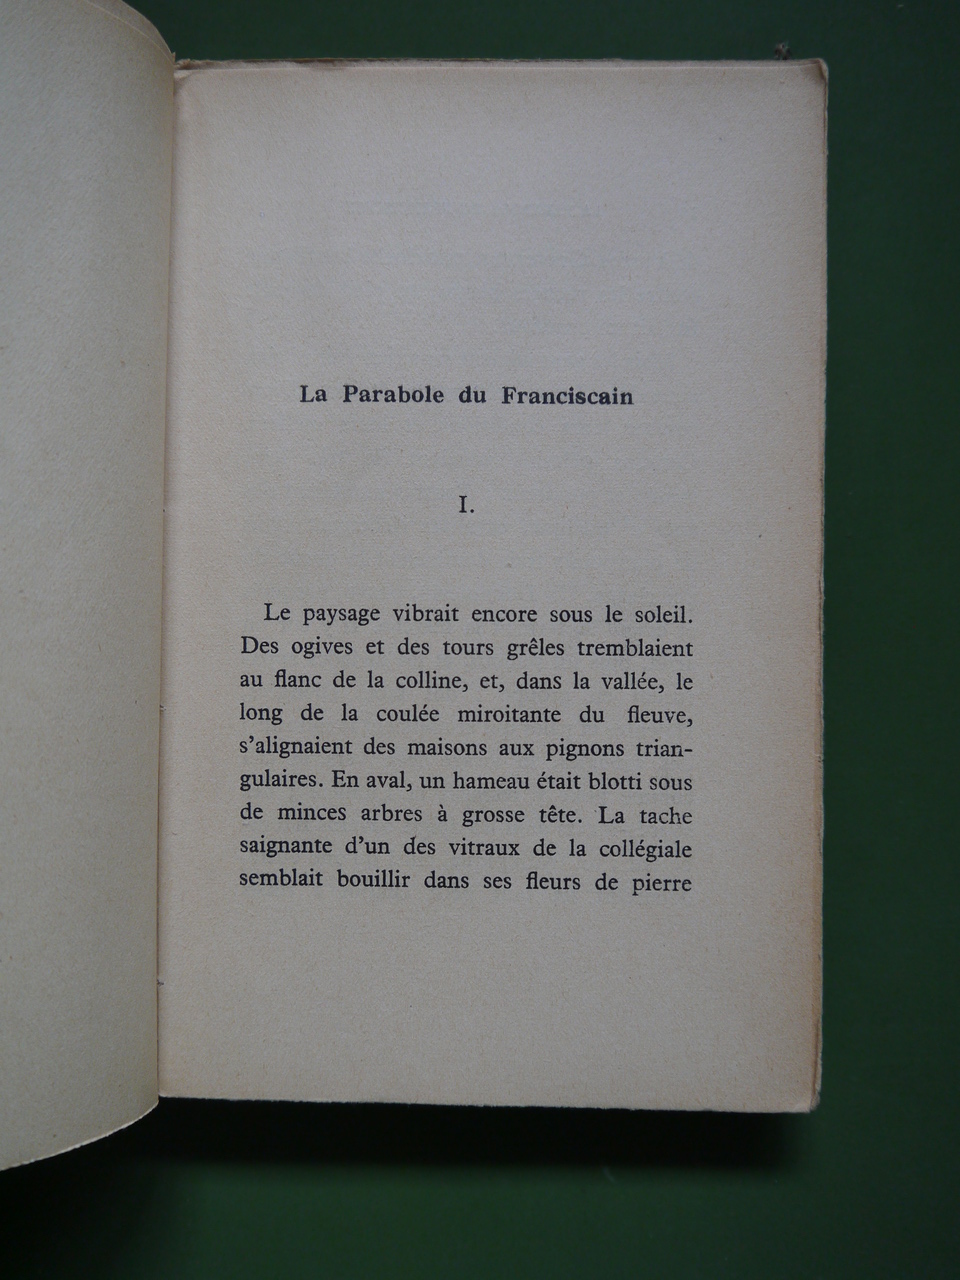 La Parabole du Franciscain
I.
Le paysage vibrait encore sous le soleil.
Des ogives et des tours grêles tremblaient
au flanc de la colline, et, dans la vallée, le
long de la coulée miroitante du fleuve,
s'alignaient des maisons aux pignons trian-
gulaires. En aval, un hameau était blotti sous
de minces arbres à grosse tête. La tache
saignante d'un des vitraux de la collégiale
semblait bouillir dans ses fleurs de pierre